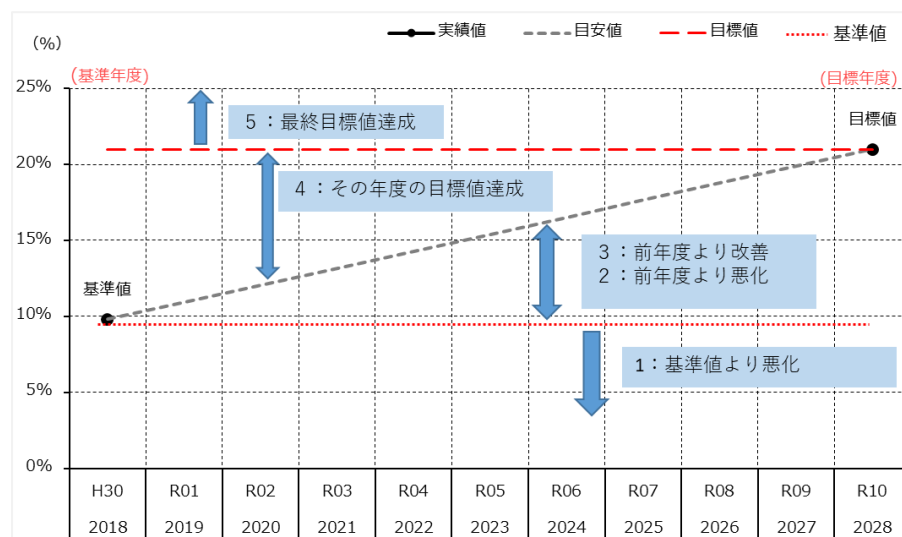 実績値 目安値 目標値 基準値
（%）
(基準年度) (目標年度)
25%
5：最終目標値達成
目標値
20%
4：その年度の目標値達成
15%
3：前年度より改善
2：前年度より悪化
基準値
10%
1：基準値より悪化
5%
0%
H30 R01 R02 R03 R04 R05 R06 R07 R08 R09 R10
2018 2019 2020 2021 2022 2023 2024 2025 2026 2027 2028